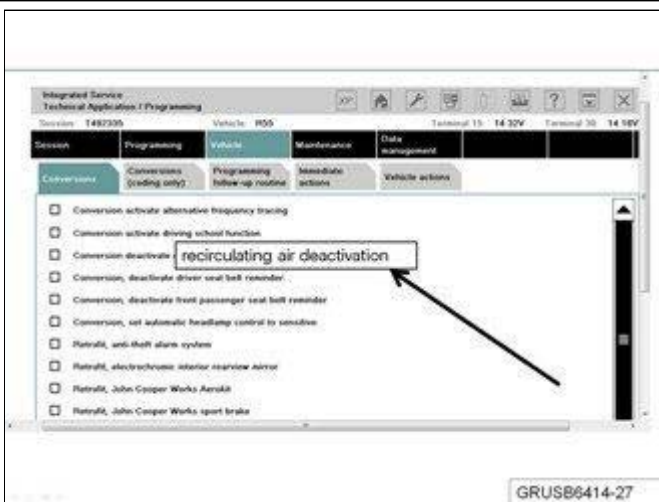 Integrated Service
Technical Application / Programming
Session T482335 Vehicle R55 Terminal 15 14.32V Terminal 30 14.18V
Session Programming Vehicle Maintenance Data management
Conversions Conversions (coding only) Programming follow-up routine Immediate actions Vehicle actions
Conversion activate alternative frequency tracing
Conversion activate driving school function
Conversion deactivate recirculating air deactivation
Conversion, deactivate driver seat belt reminder
Conversion, deactivate front passenger seat belt reminder
Conversion, set automatic headlamp control to sensitive
Retrofit, anti-theft alarm system
Retrofit, electrochromic interior rearview mirror
Retrofit, John Cooper Works Aerokit
Retrofit, John Cooper Works sport brake
GRUSB6414-27